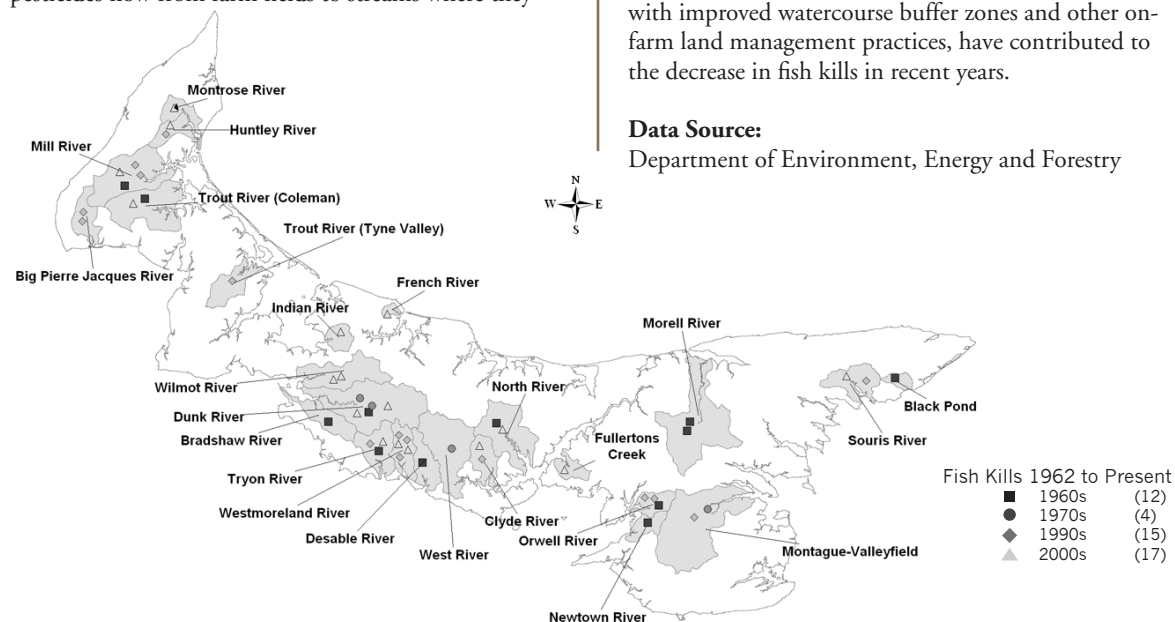 pesticides flow from farm fields to streams where they
with improved watercourse buffer zones and other on-
farm land management practices, have contributed to
the decrease in fish kills in recent years.
Data Source:
Department of Environment, Energy and Forestry
Montrose River
Huntley River
Mill River
Trout River (Coleman)
Trout River (Tyne Valley)
Big Pierre Jacques River
French River
Indian River
Morell River
Wilmot River
North River
Dunk River
Bradshaw River
Black Pond
Souris River
Fullertons
Creek
Tryon River
Westmoreland River
Desable River
Clyde River
Orwell River
West River
Montague-Valleyfield
Newtown River
N
W E
S
Fish Kills 1962 to Present
1960s (12)
1970s (4)
1990s (15)
2000s (17)